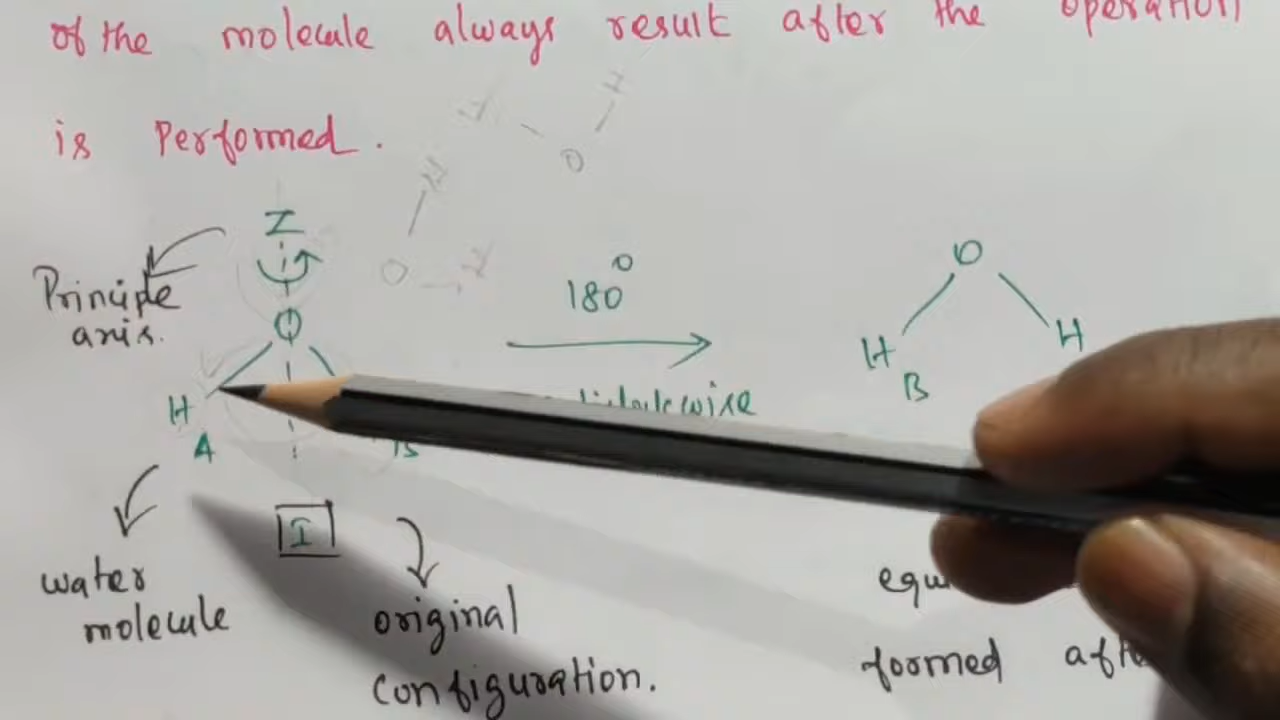 of the molecule always result after the operation
is Performed.
Z
Principle
axis.
O
H
A
B
180°
O
H
H
B
I
water
molecule
original
configuration.
formed